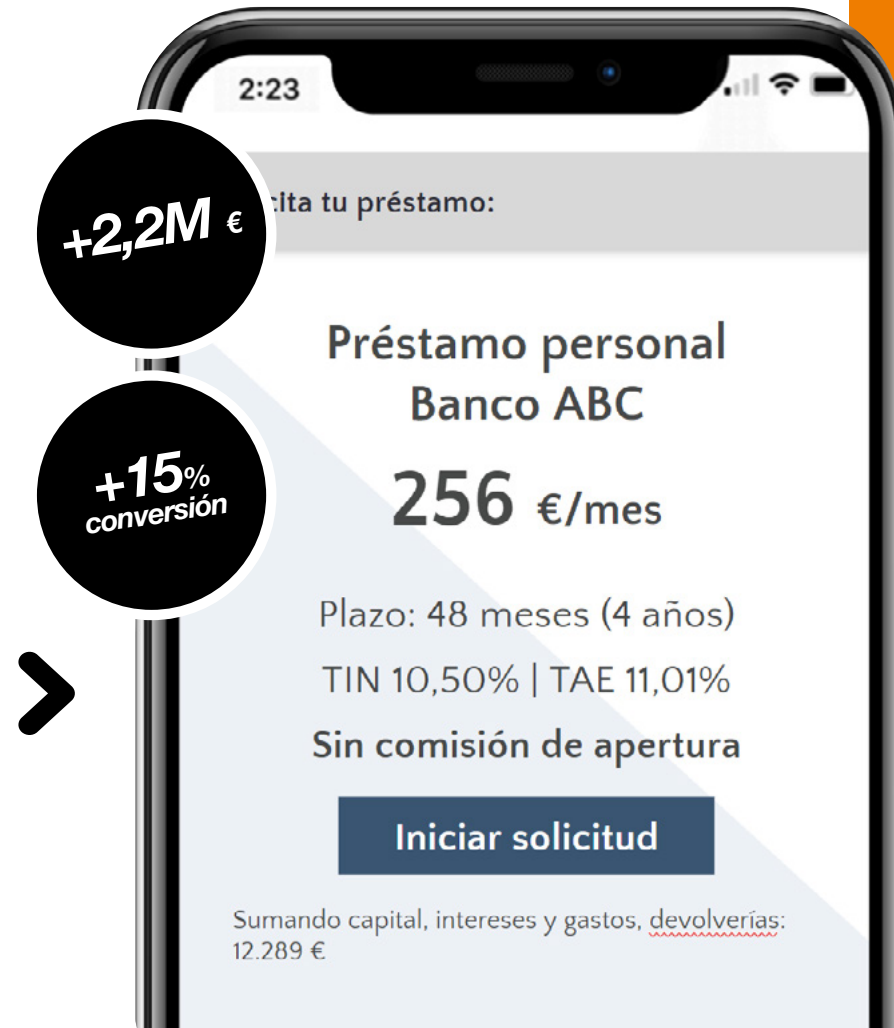 2:23
cita tu préstamo:
+2,2M €
Préstamo personal
Banco ABC
256 €/mes
+15%
conversión
Plazo: 48 meses (4 años)
TIN 10,50% | TAE 11,01%
Sin comisión de apertura
Iniciar solicitud
Sumando capital, intereses y gastos, devolverías:
12.289 €